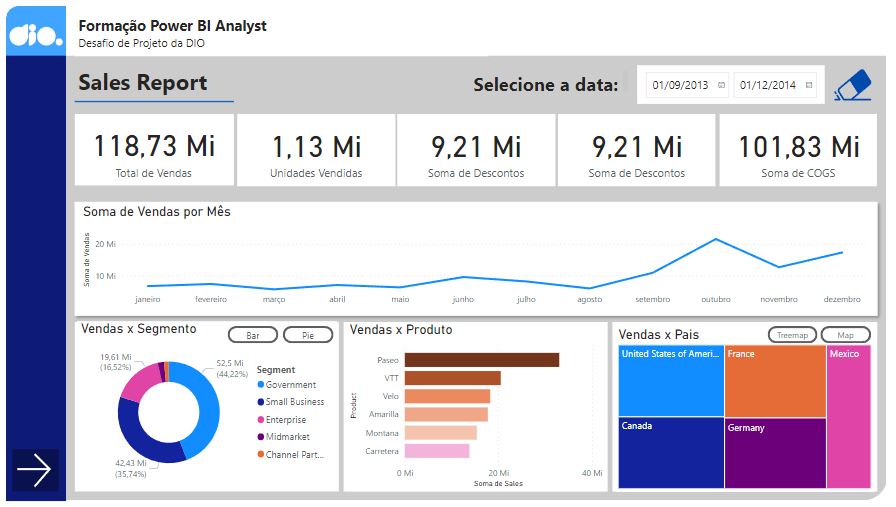 dio.
Formação Power BI Analyst
Desafio de Projeto da DIO
Sales Report
Selecione a data:
01/09/2013
01/12/2014
118,73 Mi
Total de Vendas
1,13 Mi
Unidades Vendidas
9,21 Mi
Soma de Descontos
9,21 Mi
Soma de Descontos
101,83 Mi
Soma de COGS
Soma de Vendas por Mês
Soma de Vendas
20 Mi
10 Mi
janeiro
fevereiro
março
abril
maio
junho
julho
agosto
setembro
outubro
novembro
dezembro
Vendas x Segmento
Bar
Pie
19,61 Mi
(16,52%)
52,5 Mi
(44,22%)
42,43 Mi
(35,74%)
Segment
Government
Small Business
Enterprise
Midmarket
Channel Part...
Vendas x Produto
Product
Paseo
VTT
Velo
Amarilla
Montana
Carretera
0 Mi
20 Mi
40 Mi
Soma de Sales
Vendas x Pais
Treemap
Map
United States of Ameri...
France
Mexico
Canada
Germany